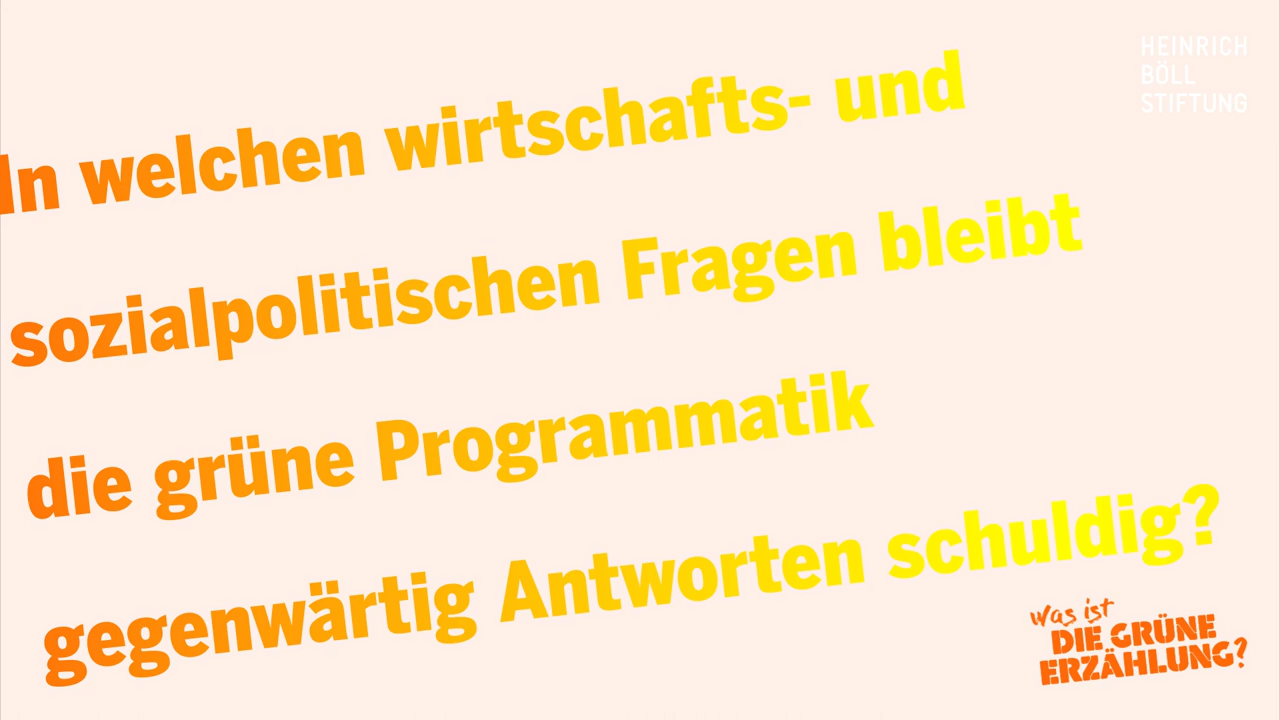 HEINRICH
BÖLL
STIFTUNG
In welchen wirtschafts- und
sozialpolitischen Fragen bleibt
die grüne Programmatik
gegenwärtig Antworten schuldig?
Was ist
DIE GRÜNE
ERZÄHLUNG?